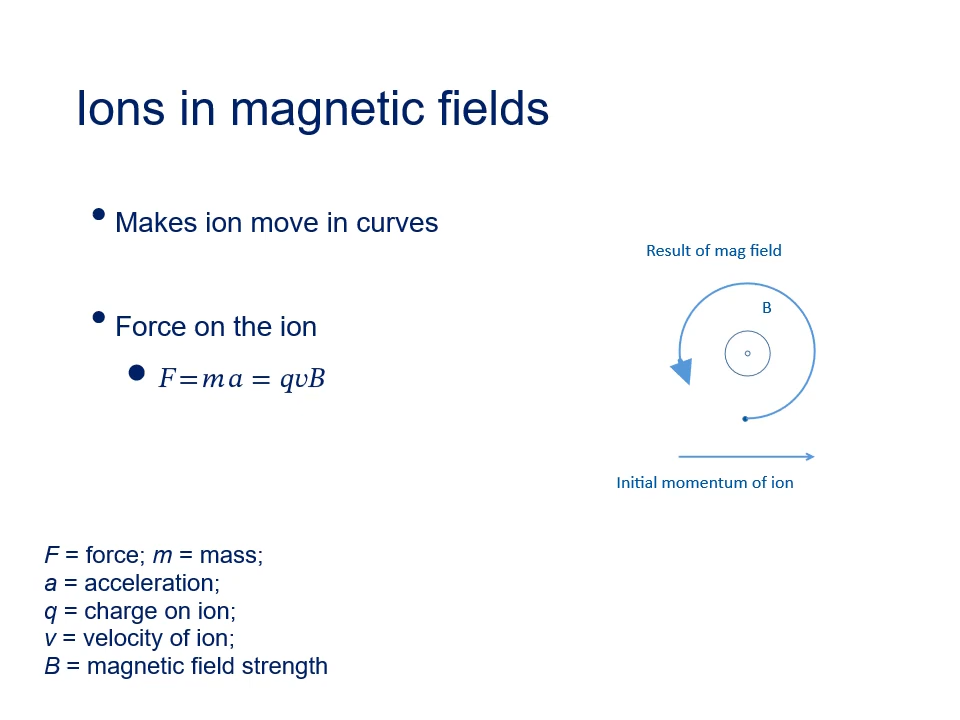 Ions in magnetic fields
• Makes ion move in curves
• Force on the ion
• F=ma = qvB
Result of mag field
B
Initial momentum of ion
F = force; m = mass;
a = acceleration;
q = charge on ion;
v = velocity of ion;
B = magnetic field strength